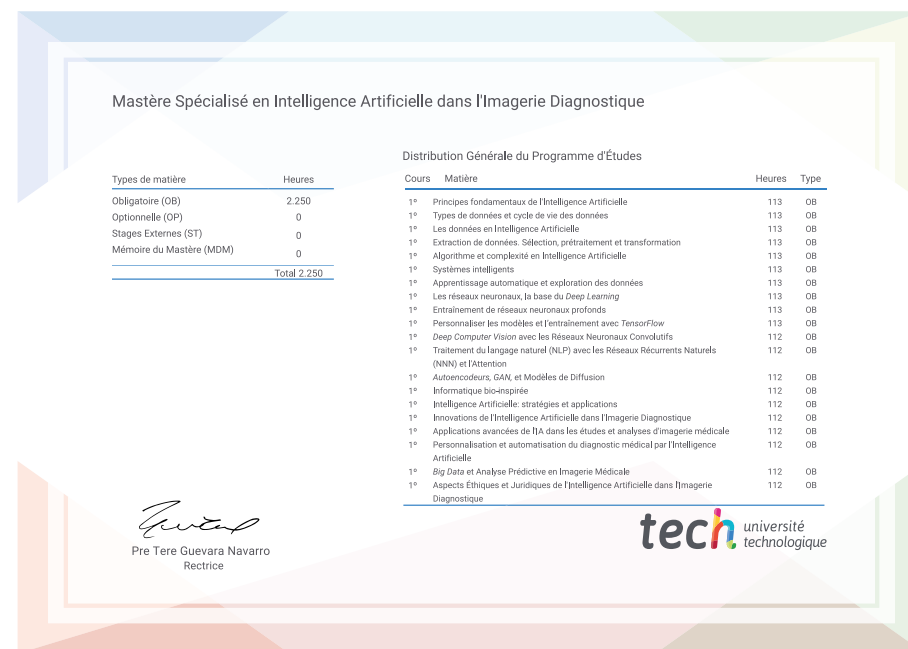 Mastère Spécialisé en Intelligence Artificielle dans l'Imagerie Diagnostique
Types de matière Heures
Obligatoire (OB) 2.250
Optionnelle (OP) 0
Stages Externes (ST) 0
Mémoire du Mastère (MDM) 0
Total 2.250
Distribution Générale du Programme d'Études
Cours Matière Heures Type
1º Principes fondamentaux de l'Intelligence Artificielle 113 OB
1º Types de données et cycle de vie des données 113 OB
1º Les données en Intelligence Artificielle 113 OB
1º Extraction de données. Sélection, prétraitement et transformation 113 OB
1º Algorithme et complexité en Intelligence Artificielle 113 OB
1º Systèmes intelligents 113 OB
1º Apprentissage automatique et exploration des données 113 OB
1º Les réseaux neuronaux, la base du Deep Learning 113 OB
1º Entraînement de réseaux neuronaux profonds 113 OB
1º Personnaliser les modèles et l'entraînement avec TensorFlow 113 OB
1º Deep Computer Vision avec les Réseaux Neuronaux Convolutifs 112 OB
1º Traitement du langage naturel (NLP) avec les Réseaux Récurrents Naturels 112 OB
(NNN) et l'Attention
1º Autoencodeurs, GAN, et Modèles de Diffusion 112 OB
1º Informatique bio-inspirée 112 OB
1º Intelligence Artificielle: stratégies et applications 112 OB
1º Innovations de l'Intelligence Artificielle dans l'Imagerie Diagnostique 112 OB
1º Applications avancées de l'IA dans les études et analyses d'imagerie médicale 112 OB
1º Personnalisation et automatisation du diagnostic médical par l'Intelligence 112 OB
Artificielle
1º Big Data et Analyse Prédictive en Imagerie Médicale 112 OB
1º Aspects Éthiques et Juridiques de l'Intelligence Artificielle dans l'Imagerie 112 OB
Diagnostique
Pre Tere Guevara Navarro
Rectrice
tech université
technologique